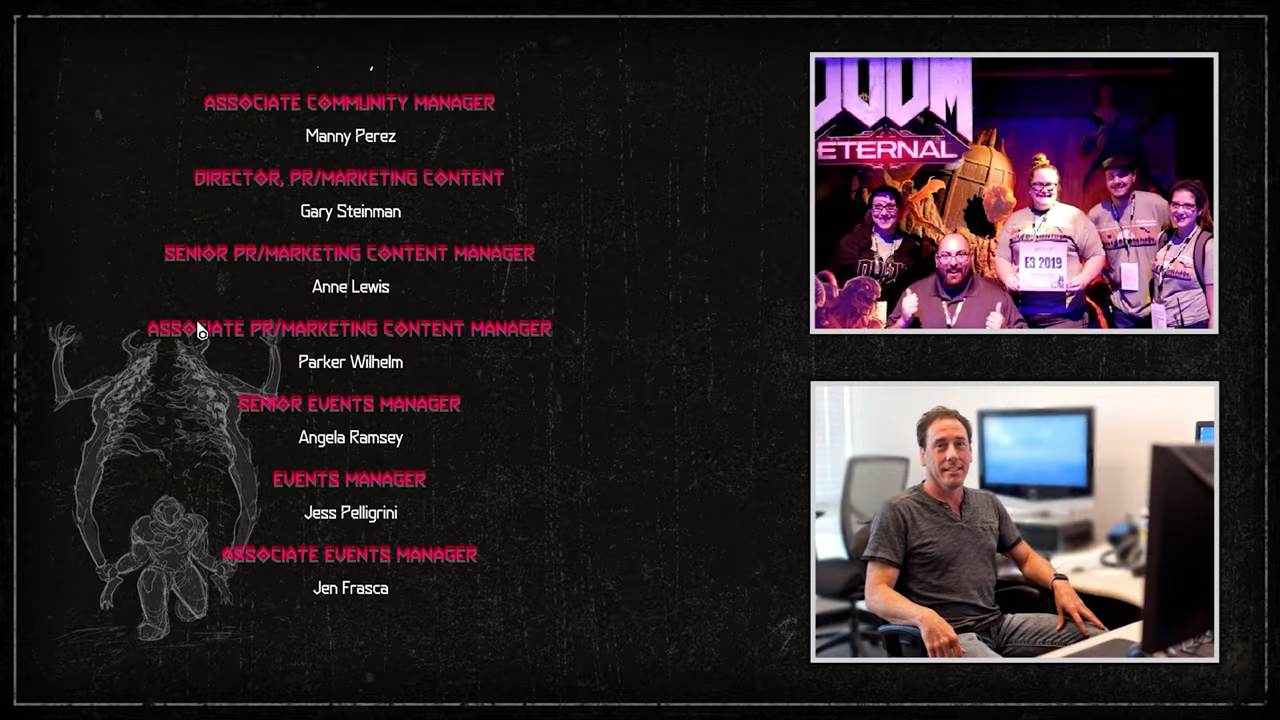 ASSOCIATE COMMUNITY MANAGER
Manny Perez
DIRECTOR, PR/MARKETING CONTENT
Gary Steinman
SENIOR PR/MARKETING CONTENT MANAGER
Anne Lewis
ASSOCIATE PR/MARKETING CONTENT MANAGER
Parker Wilhelm
SENIOR EVENTS MANAGER
Angela Ramsey
EVENTS MANAGER
Jess Pelligrini
ASSOCIATE EVENTS MANAGER
Jen Frasca
DOOM
ETERNAL
E3 2019